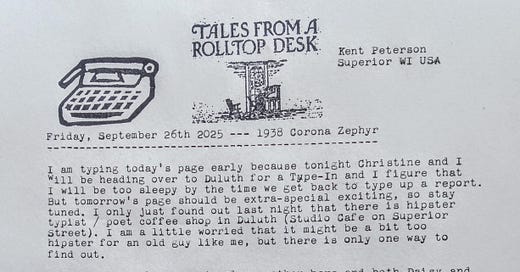 TALES FROM A
ROLLTOP DESK
Kent Peterson
Superior WI USA
Friday, September 26th 2025 --- 1938 Corona Zephyr
I am typing today's page early because tonight Christine and I
will be heading over to Duluth for a Type-In and I figure that
I will be too sleepy by the time we get back to type up a report.
But tomorrow's page should be extra-special exciting, so stay
tuned. I only just found out last night that there is hipster
typist / poet coffee shop in Duluth (Studio Cafe on Superior
Street). I am a little worried that it might be a bit too
hipster for an old guy like me, but there is only one way to
find out.
and both Daisy and